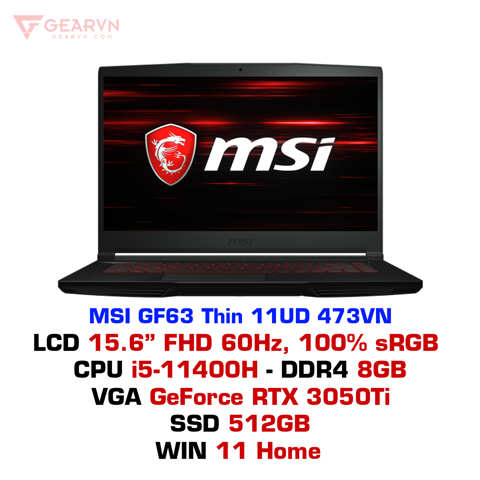 GEARVN
GEARVN.COM
msi
msi
MSI GF63 Thin 11UD 473VN
LCD 15.6” FHD 60Hz, 100% sRGB
CPU i5-11400H - DDR4 8GB
VGA GeForce RTX 3050Ti
SSD 512GB
WIN 11 Home